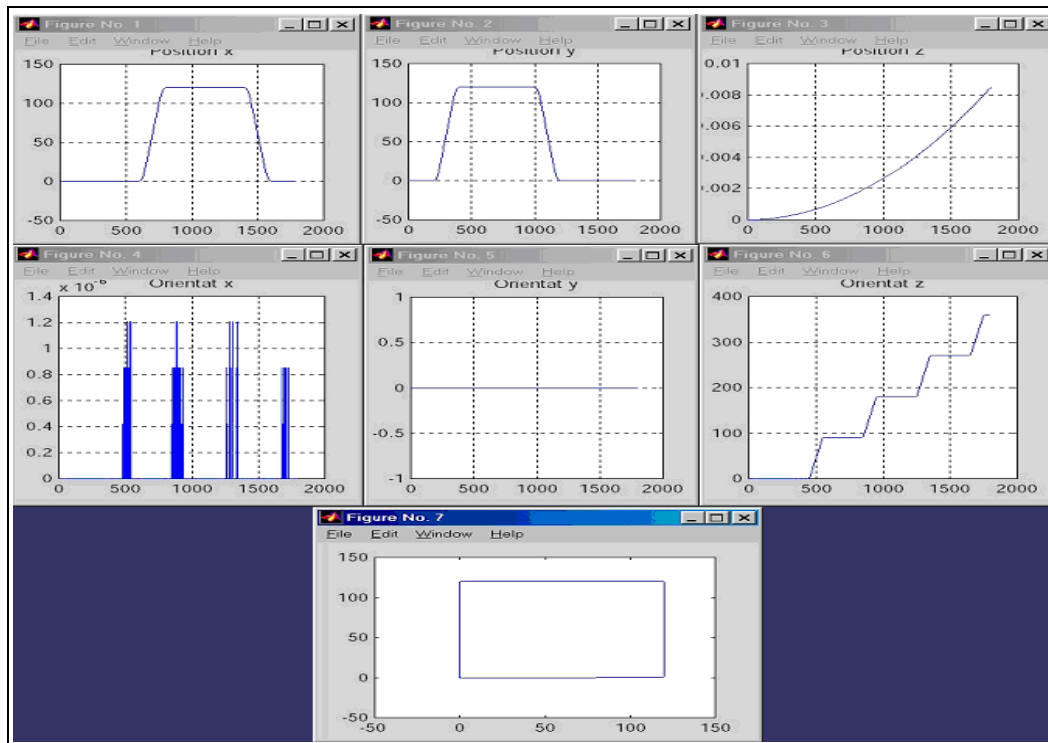 Figure No. 1
File Edit Window Help
Position x
150
100
50
0
-50
0 500 1000 1500 2000
Figure No. 2
File Edit Window Help
Position y
150
100
50
0
-50
0 500 1000 1500 2000
Figure No. 3
File Edit Window Help
Position z
0.01
0.008
0.006
0.004
0.002
0
0 500 1000 1500 2000
Figure No. 4
File Edit Window Help
Orientat x
1.4
1.2
1
0.8
0.6
0.4
0.2
0
0 500 1000 1500 2000
Figure No. 5
File Edit Window Help
Orientat y
1
0.5
0
-0.5
-1
0 500 1000 1500 2000
Figure No. 6
File Edit Window Help
Orientat z
400
300
200
100
0
0 500 1000 1500 2000
Figure No. 7
File Edit Window Help
150
100
50
0
-50
-50 0 50 100 150